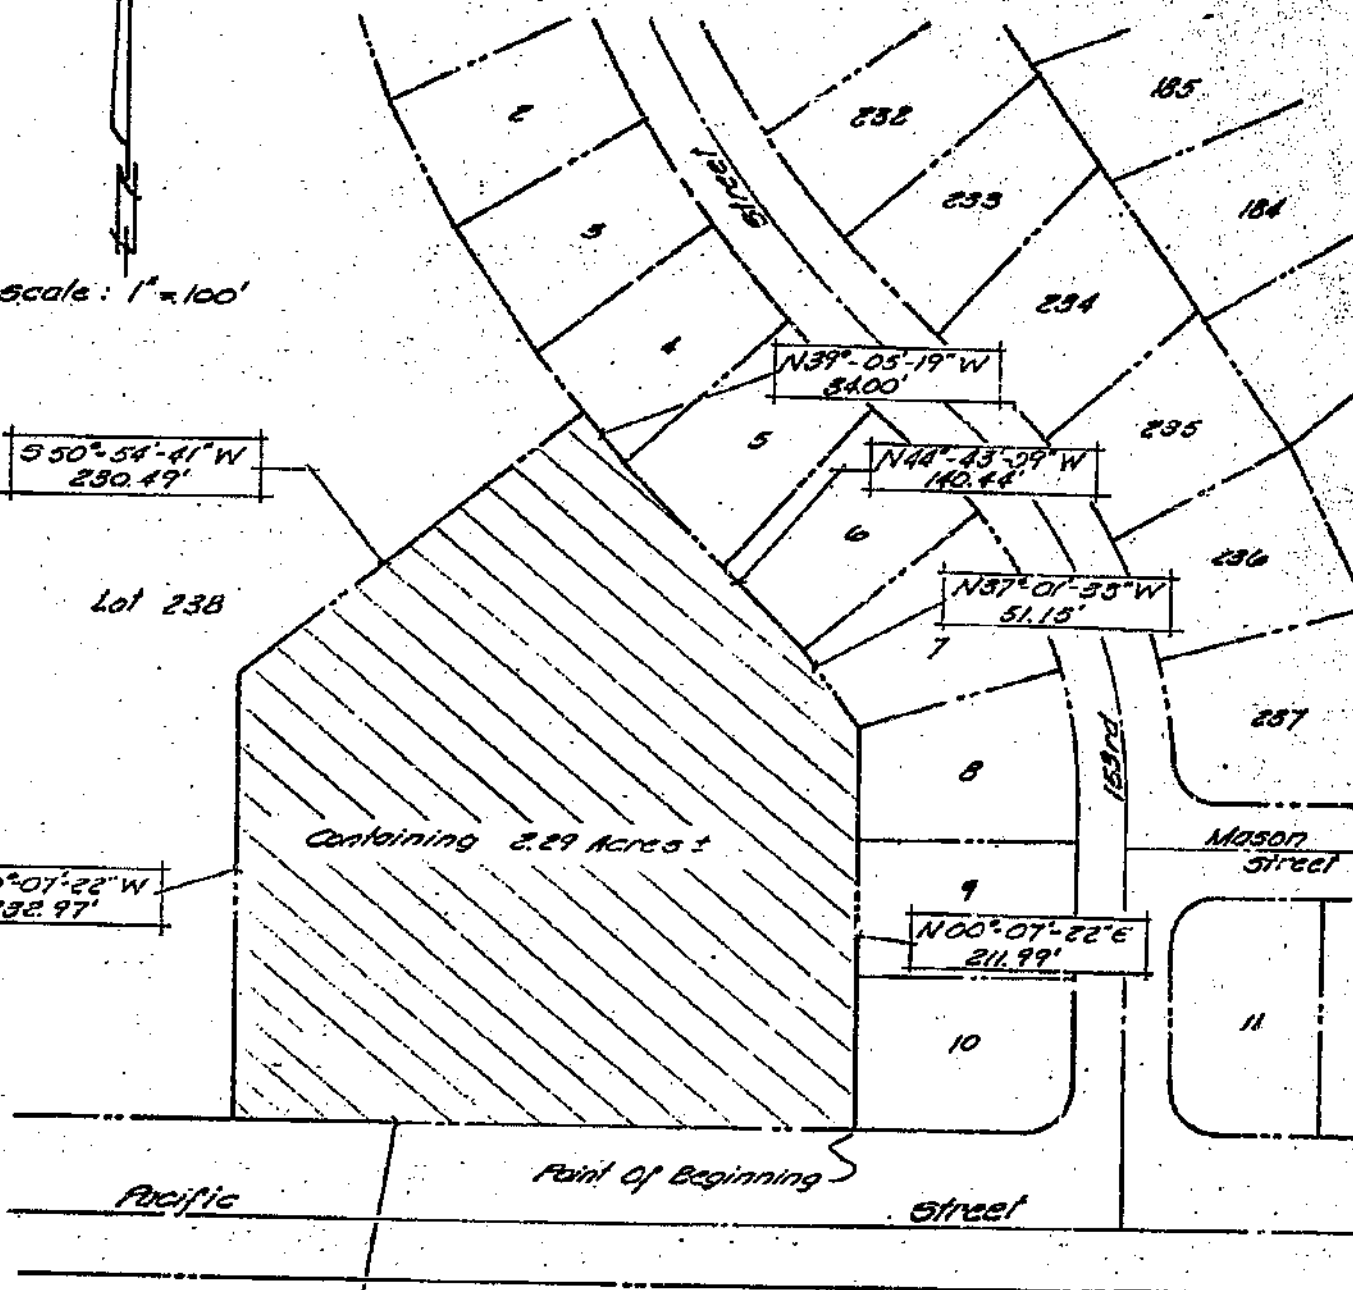 2
232
185
street
3
233
184
scale: 1"=100'
234
4
N39°-05'-19"W
34.00'
5
235
S 50°-54'-41" W
230.49'
N44°-43'-09"W
140.44'
6
236
Lot 238
N37°-01'-33"W
51.15'
7
237
8
153rd
Containing 2.29 Acres ±
Mason
street
°-07'-22" W
232.97'
9
N00°-07'-22"E
211.99'
10
11
Point Of Beginning
Pacific
street